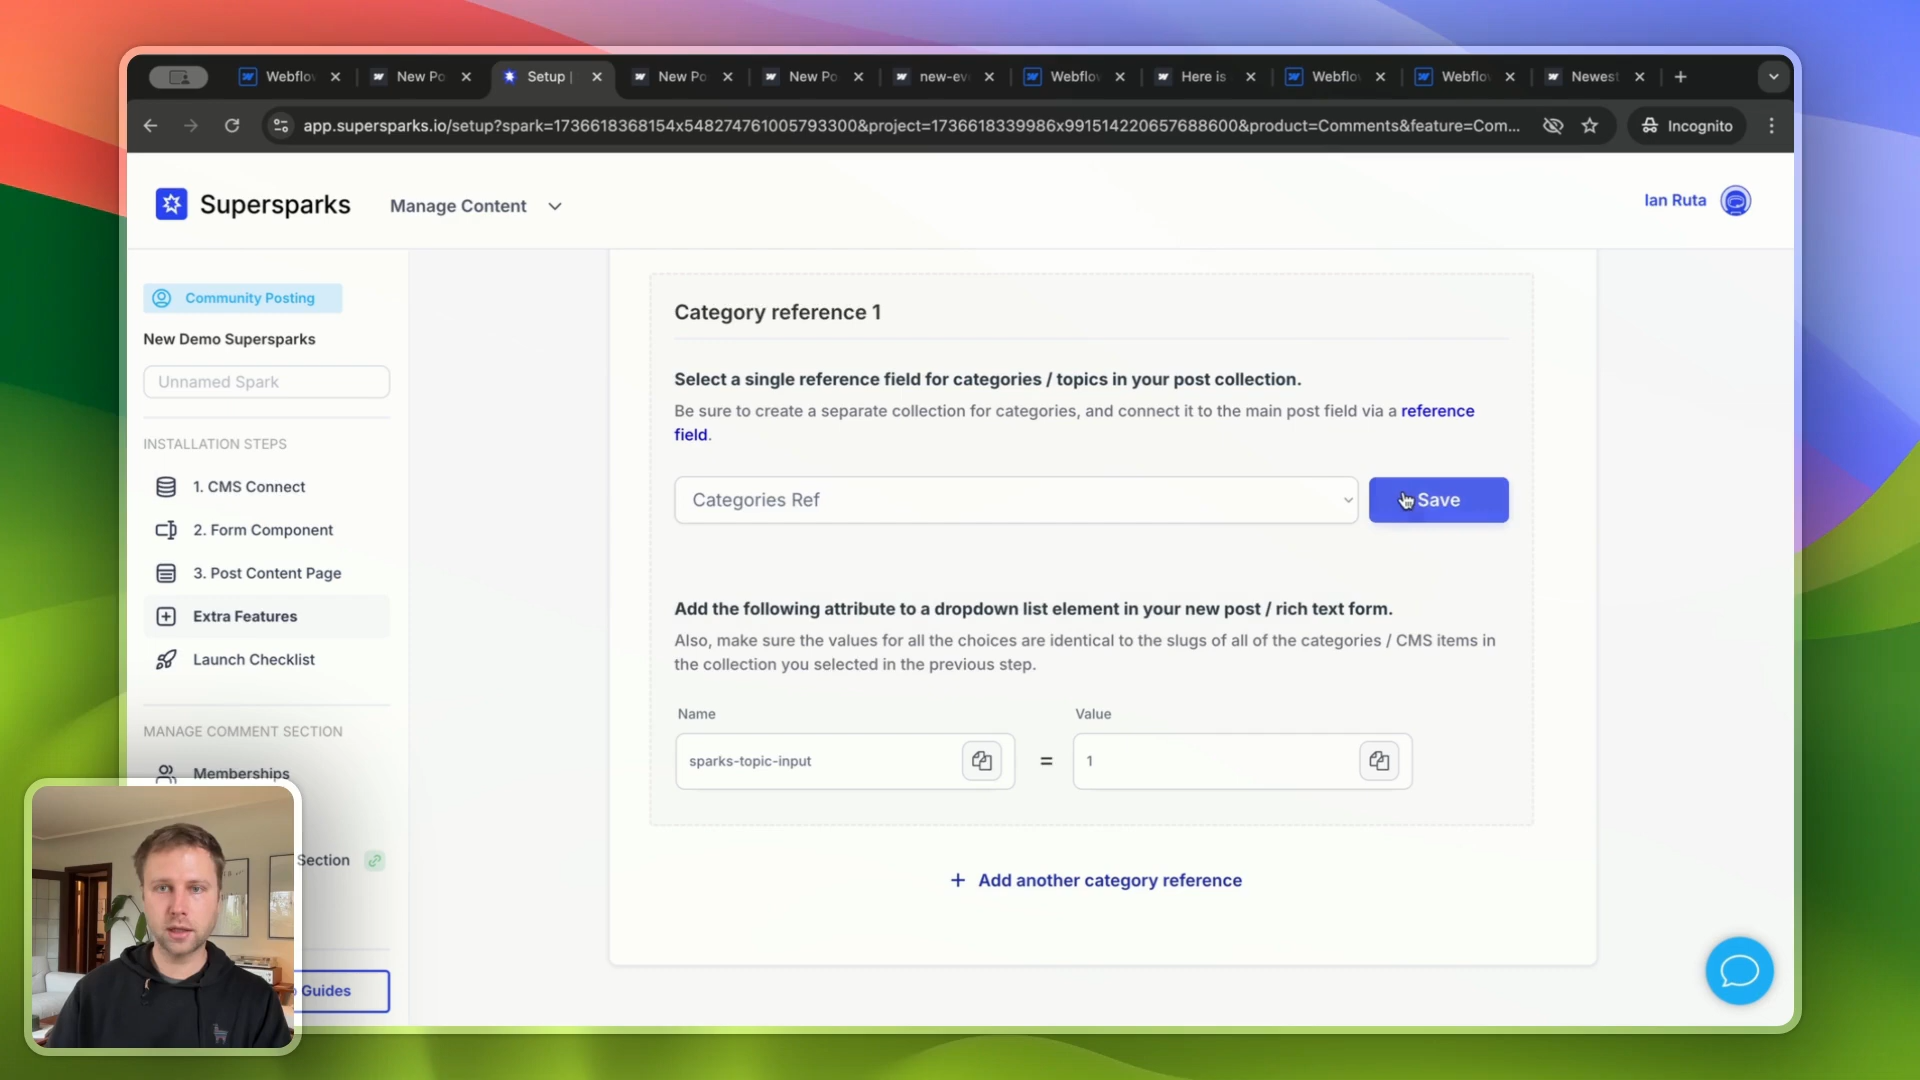 Webflo
New Po
Setup |
New Po
New Po
new-ev
Webflo
Here is
Webflo
Webflo
Newest
app.supersparks.io/setup?spark=1736618368154x548274761005793300&project=1736618339986x991514220657688600&product=Comments&feature=Com...
Incognito
Supersparks
Manage Content
Ian Ruta
Community Posting
New Demo Supersparks
Unnamed Spark
INSTALLATION STEPS
1. CMS Connect
2. Form Component
3. Post Content Page
Extra Features
Launch Checklist
MANAGE COMMENT SECTION
Memberships
Section
Guides
Category reference 1
Select a single reference field for categories / topics in your post collection.
Be sure to create a separate collection for categories, and connect it to the main post field via a reference
field.
Categories Ref
Save
Add the following attribute to a dropdown list element in your new post / rich text form.
Also, make sure the values for all the choices are identical to the slugs of all of the categories / CMS items in
the collection you selected in the previous step.
Name
Value
sparks-topic-input
=
1
+ Add another category reference